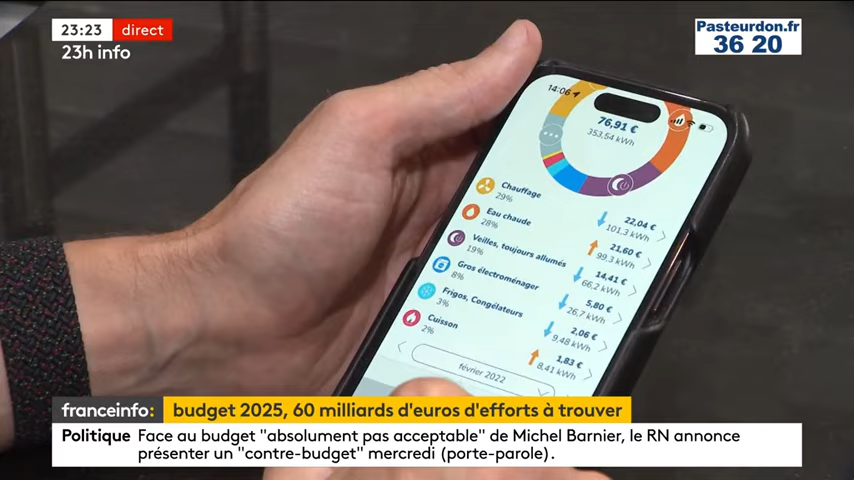 23:23 direct
23h info
Pasteurdon.fr
36 20
14:06
76,91 €
353,54 kWh
Chauffage
29%
22,04 €
101,3 kWh
Eau chaude
28%
21,60 €
99,3 kWh
Veilles, toujours allumés
19%
14,41 €
66,2 kWh
Gros électroménager
8%
5,80 €
26,7 kWh
Frigos, Congélateurs
3%
2,06 €
9,48 kWh
Cuisson
2%
1,83 €
8,41 kWh
février 2022
franceinfo: budget 2025, 60 milliards d'euros d'efforts à trouver
Politique Face au budget "absolument pas acceptable" de Michel Barnier, le RN annonce
présenter un "contre-budget" mercredi (porte-parole).